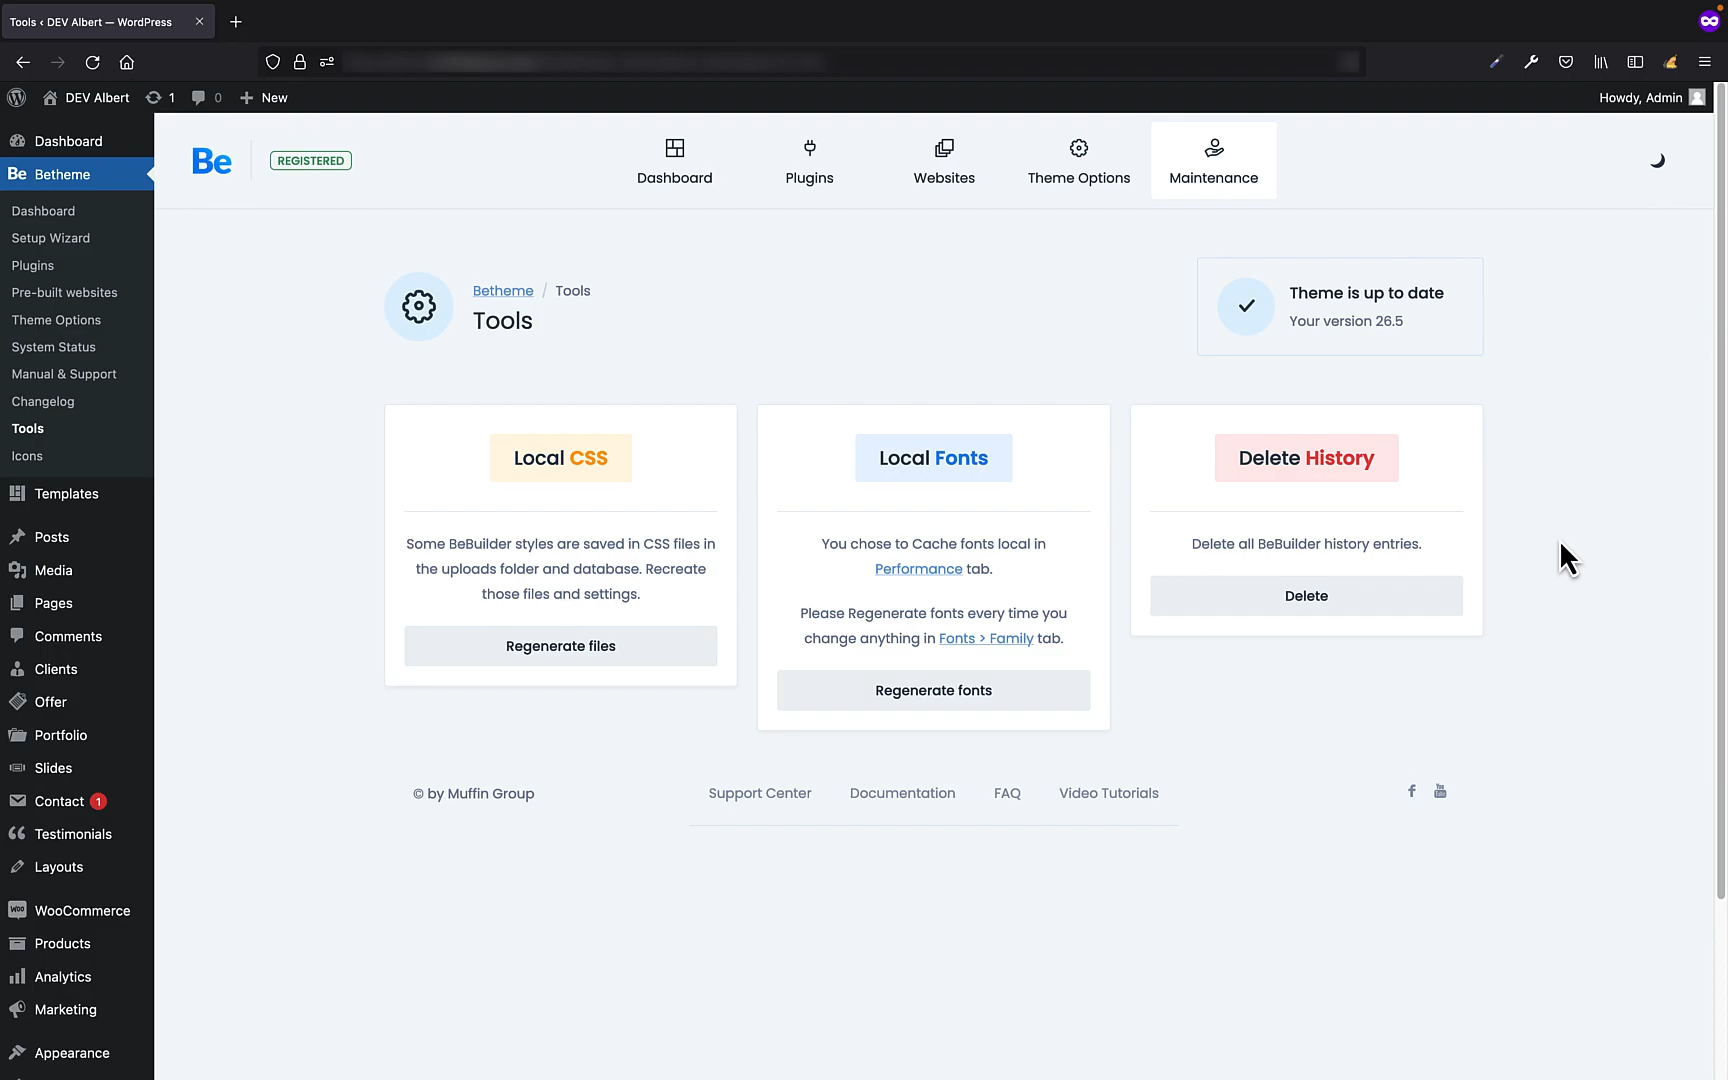 Tools ‹ DEV Albert — WordPress
DEV Albert
1
0
New
Howdy, Admin
Dashboard
Be Betheme
Dashboard
Setup Wizard
Plugins
Pre-built websites
Theme Options
System Status
Manual & Support
Changelog
Tools
Icons
Templates
Posts
Media
Pages
Comments
Clients
Offer
Portfolio
Slides
Contact 1
Testimonials
Layouts
WooCommerce
Products
Analytics
Marketing
Appearance
Be
REGISTERED
Dashboard
Plugins
Websites
Theme Options
Maintenance
Betheme / Tools
Tools
Theme is up to date
Your version 26.5
Local CSS
Some BeBuilder styles are saved in CSS files in
the uploads folder and database. Recreate
those files and settings.
Regenerate files
Local Fonts
You chose to Cache fonts local in
Performance tab.
Please Regenerate fonts every time you
change anything in Fonts > Family tab.
Regenerate fonts
Delete History
Delete all BeBuilder history entries.
Delete
© by Muffin Group
Support Center
Documentation
FAQ
Video Tutorials